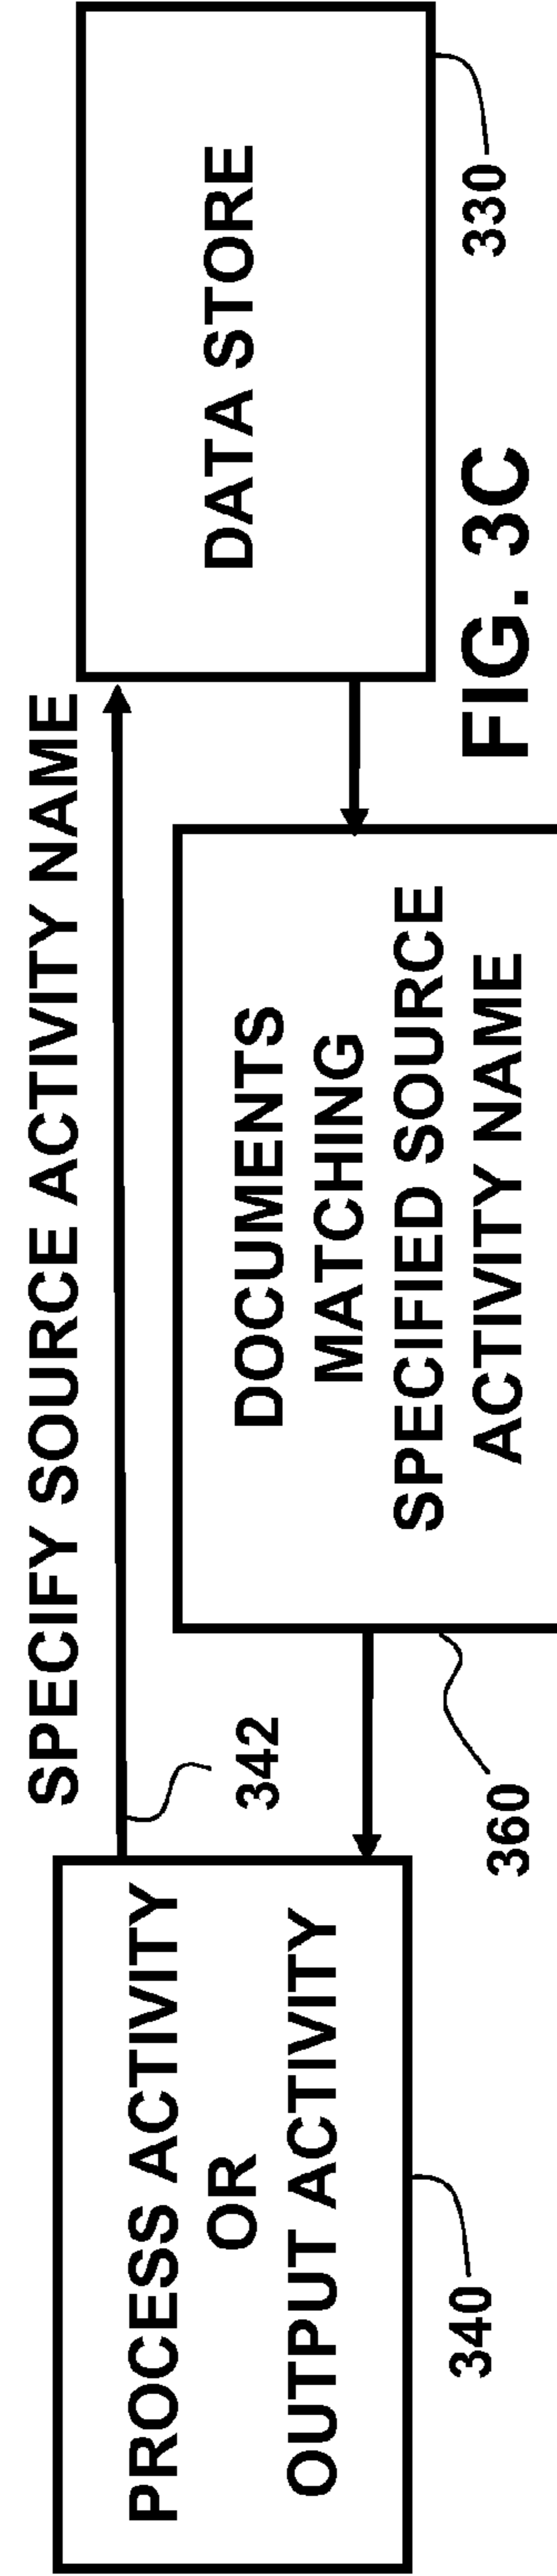 SPECIFY SOURCE ACTIVITY NAME
PROCESS ACTIVITY
OR
OUTPUT ACTIVITY
340
342
DOCUMENTS
MATCHING
SPECIFIED SOURCE
ACTIVITY NAME
360
DATA STORE
330
FIG. 3C